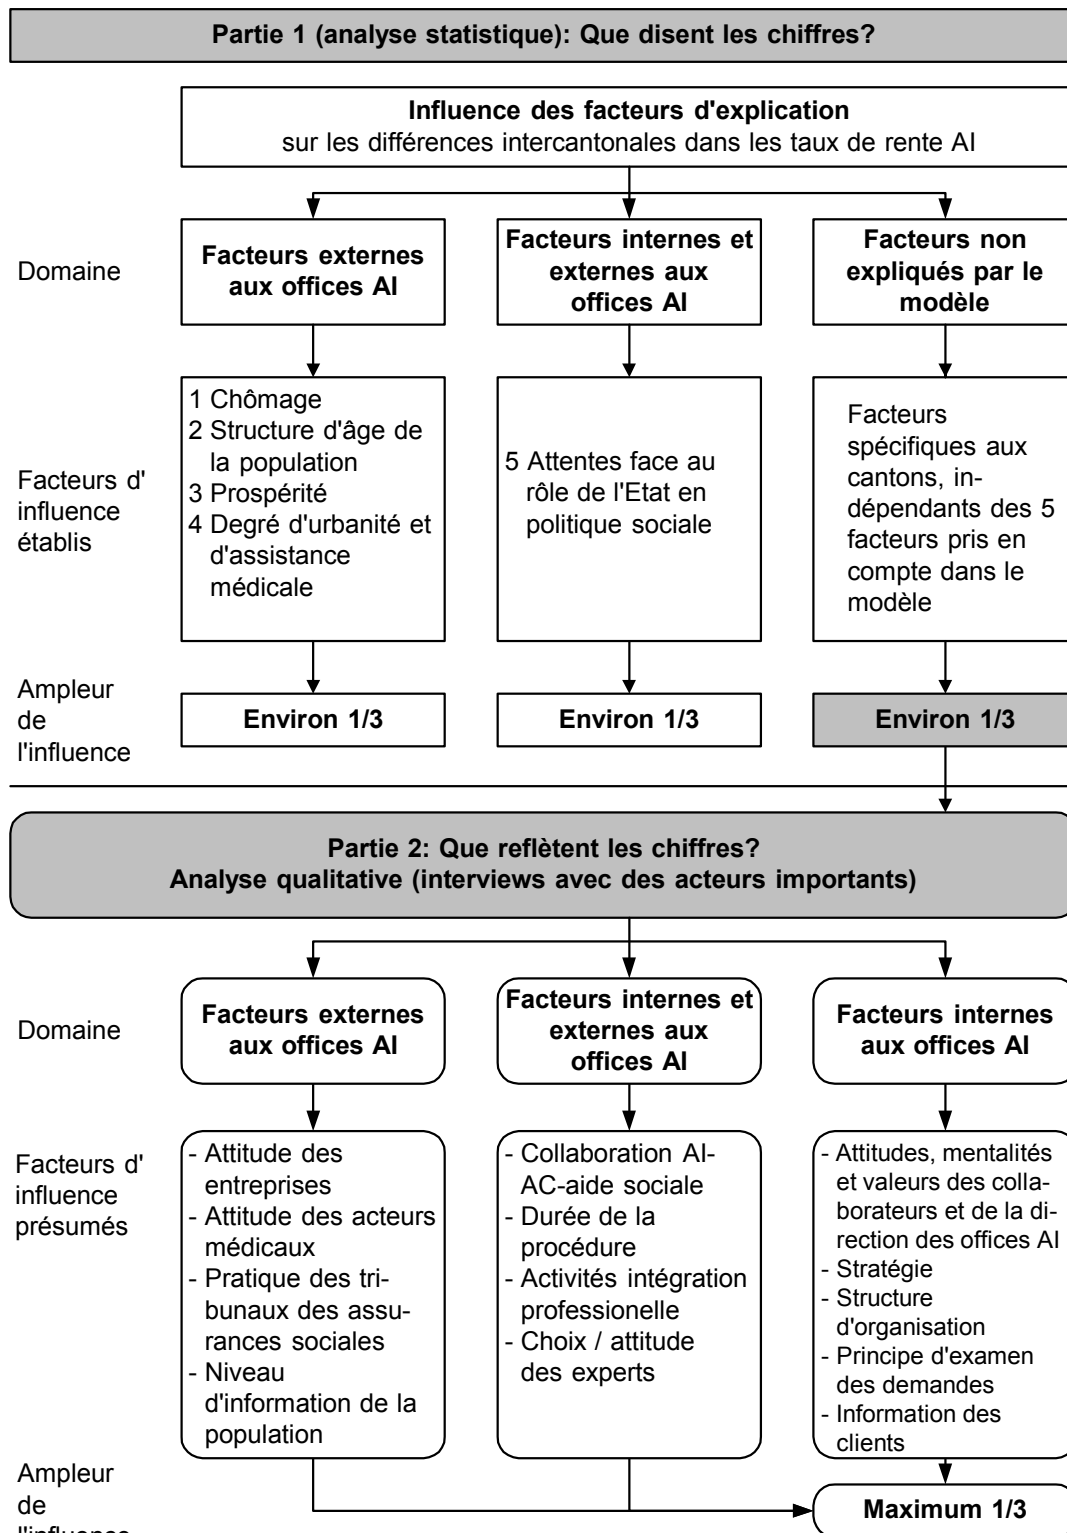 Partie 1 (analyse statistique): Que disent les chiffres?
Influence des facteurs d'explication
sur les différences intercantonales dans les taux de rente AI
Domaine
Facteurs externes
aux offices AI
Facteurs internes et
externes aux
offices AI
Facteurs non
expliqués par le
modèle
Facteurs d'
influence
établis
1 Chômage
2 Structure d'âge de
la population
3 Prospérité
4 Degré d'urbanité et
d'assistance
médicale
5 Attentes face au
rôle de l'Etat en
politique sociale
Facteurs
spécifiques aux
cantons, in-
dépendants des 5
facteurs pris en
compte dans le
modèle
Ampleur
de
l'influence
Environ 1/3
Environ 1/3
Environ 1/3
Partie 2: Que reflètent les chiffres?
Analyse qualitative (interviews avec des acteurs importants)
Domaine
Facteurs externes
aux offices AI
Facteurs internes et
externes aux
offices AI
Facteurs internes
aux offices AI
Facteurs d'
influence
présumés
- Attitude des
entreprises
- Attitude des acteurs
médicaux
- Pratique des tri-
bunaux des assu-
rances sociales
- Niveau
d'information de la
population
- Collaboration AI-
AC-aide sociale
- Durée de la
procédure
- Activités intégration
professionelle
- Choix / attitude
des experts
- Attitudes, mentalités
et valeurs des colla-
borateurs et de la di-
rection des offices AI
- Stratégie
- Structure
d'organisation
- Principe d'examen
des demandes
- Information des
clients
Ampleur
de
l'influence
Maximum 1/3